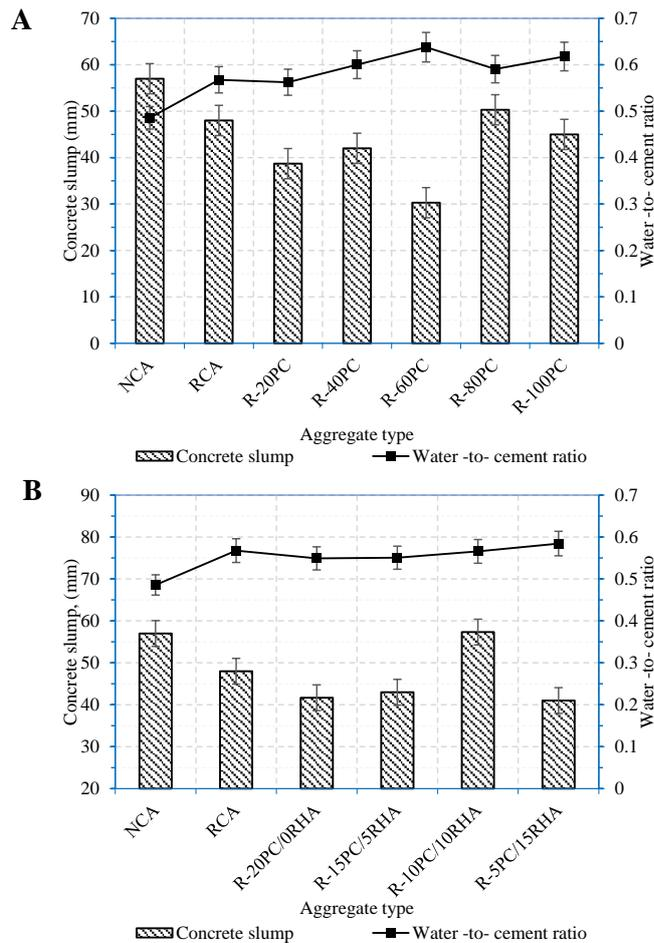 A
Concrete slump (mm)
70
60
50
40
30
20
10
0
0.7
0.6
0.5
0.4
0.3
0.2
0.1
0
Water -to- cement ratio
NCA
RCA
R-20PC
R-40PC
R-60PC
R-80PC
R-100PC
Aggregate type
Concrete slump
Water -to- cement ratio
B
Concrete slump, (mm)
90
80
70
60
50
40
30
20
0.7
0.6
0.5
0.4
0.3
0.2
0.1
0
Water -to- cement ratio
NCA
RCA
R-20PC/0RHA
R-15PC/5RHA
R-10PC/10RHA
R-5PC/15RHA
Aggregate type
Concrete slump
Water -to- cement ratio